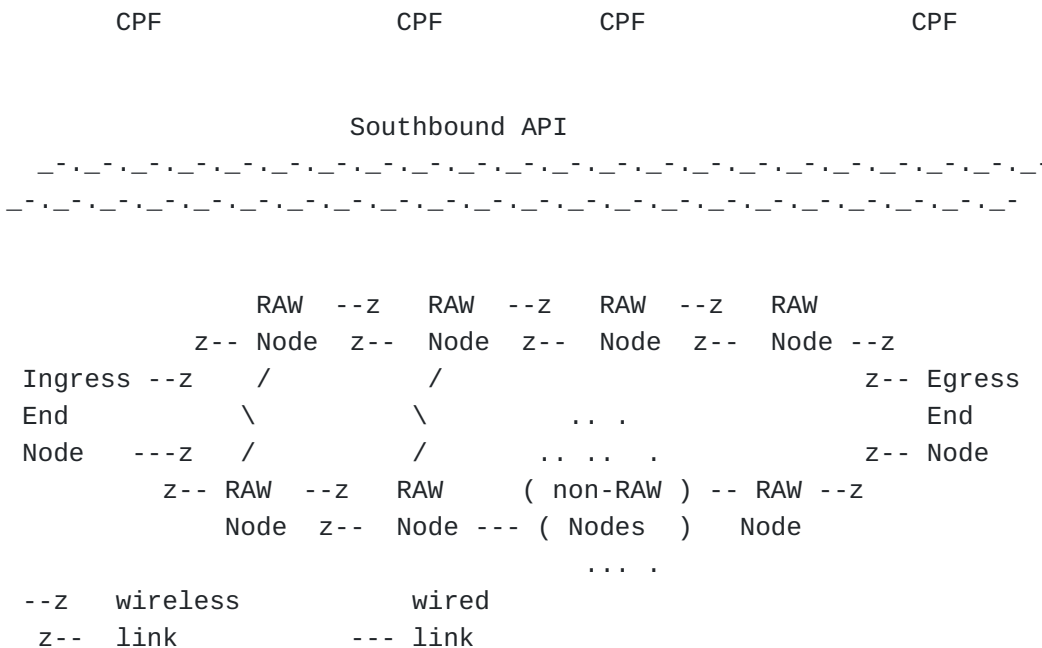 CPF CPF CPF CPF
Southbound API
_-._-._-._-._-._-._-._-._-._-._-._-._-._-._-._-._-._-._-._-._-._-
_-._-._-._-._-._-._-._-._-._-._-._-._-._-._-._-._-._-._-._-._-._-
RAW --z RAW --z RAW --z RAW
z-- Node z-- Node z-- Node z-- Node --z
Ingress --z / / z-- Egress
End \ \ .. . End
Node ---z / / .. .. . z-- Node
z-- RAW --z RAW ( non-RAW ) -- RAW --z
Node z-- Node --- ( Nodes ) Node
... .
--z wireless wired
z-- link --- link